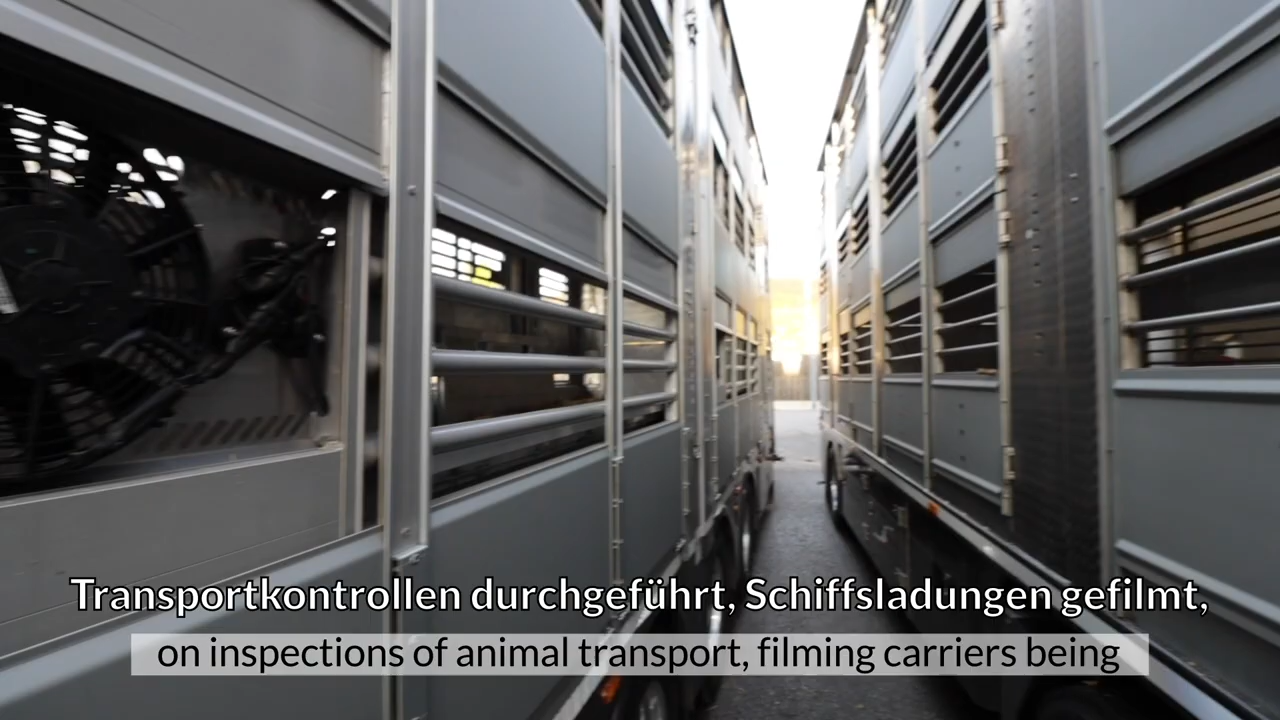 Transportkontrollen durchgeführt, Schiffsladungen gefilmt,
on inspections of animal transport, filming carriers being